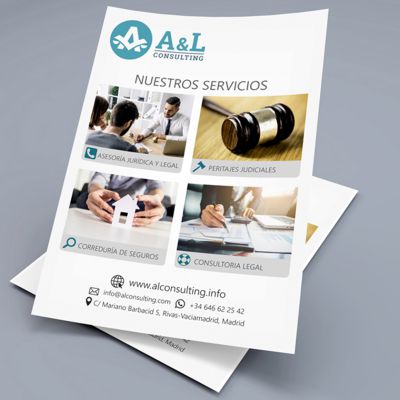 A&L
CONSULTING
NUESTROS SERVICIOS
ASESORÍA JURÍDICA Y LEGAL
PERITAJES JUDICIALES
CORREDURÍA DE SEGUROS
CONSULTORIA LEGAL
www.alconsulting.info
info@alconsulting.com
+34 646 62 25 42
C/ Mariano Barbacid 5, Rivas-Vaciamadrid, Madrid
Madrid